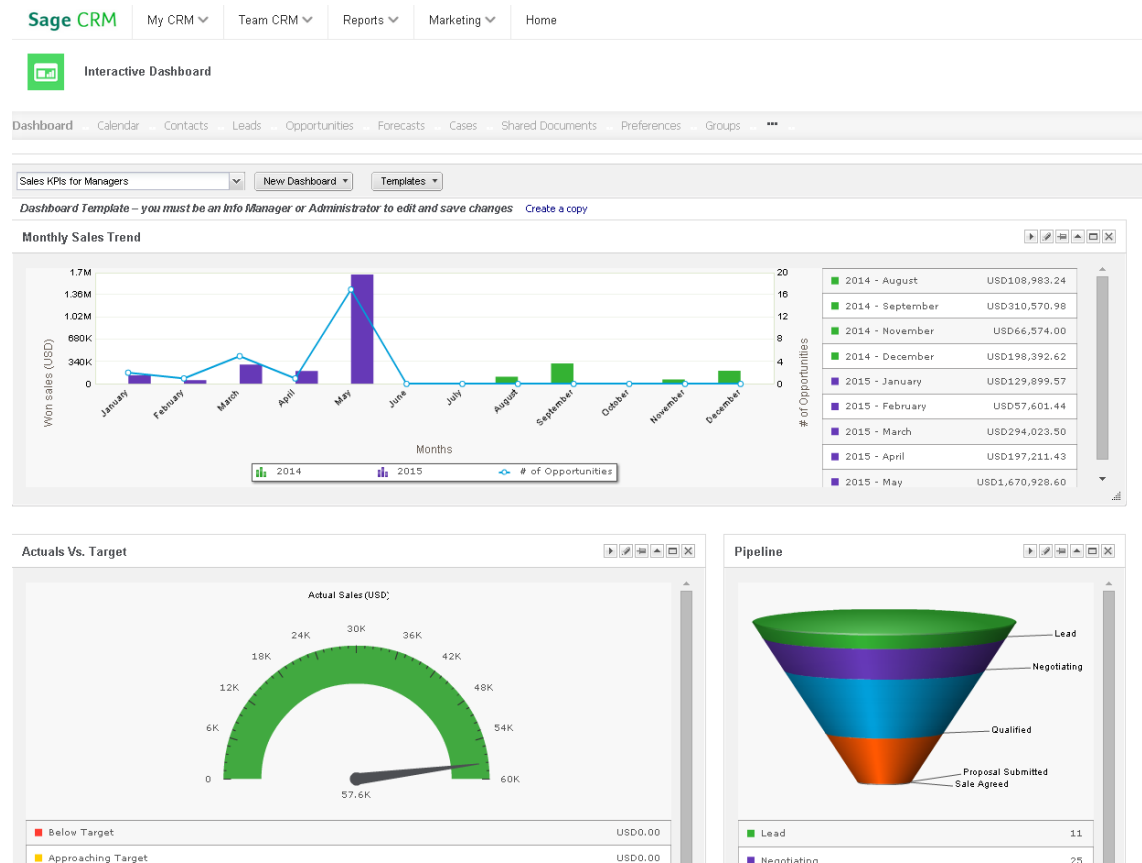 Sage CRM My CRM Team CRM Reports Marketing Home
Interactive Dashboard
Dashboard Calendar Contacts Leads Opportunities Forecasts Cases Shared Documents Preferences Groups •••
Sales KPIs for Managers New Dashboard Templates
Dashboard Template – you must be an Info Manager or Administrator to edit and save changes Create a copy
Monthly Sales Trend
Won sales (USD)
1.7M
1.36M
1.02M
680K
340K
0
20
16
12
8
4
0
# of Opportunities
January February March April May June July August September October November December
Months
2014 2015 # of Opportunities
2014 - August USD108,983.24
2014 - September USD310,570.98
2014 - November USD66,574.00
2014 - December USD198,392.62
2015 - January USD129,899.57
2015 - February USD57,601.44
2015 - March USD294,023.50
2015 - April USD197,211.43
2015 - May USD1,670,928.60
Actuals Vs. Target
Actual Sales (USD)
0
6K
12K
18K
24K
30K
36K
42K
48K
54K
60K
57.6K
Below Target USD0.00
Approaching Target USD0.00
Pipeline
Lead
Negotiating
Qualified
Proposal Submitted
Sale Agreed
Lead 11
Negotiating 25